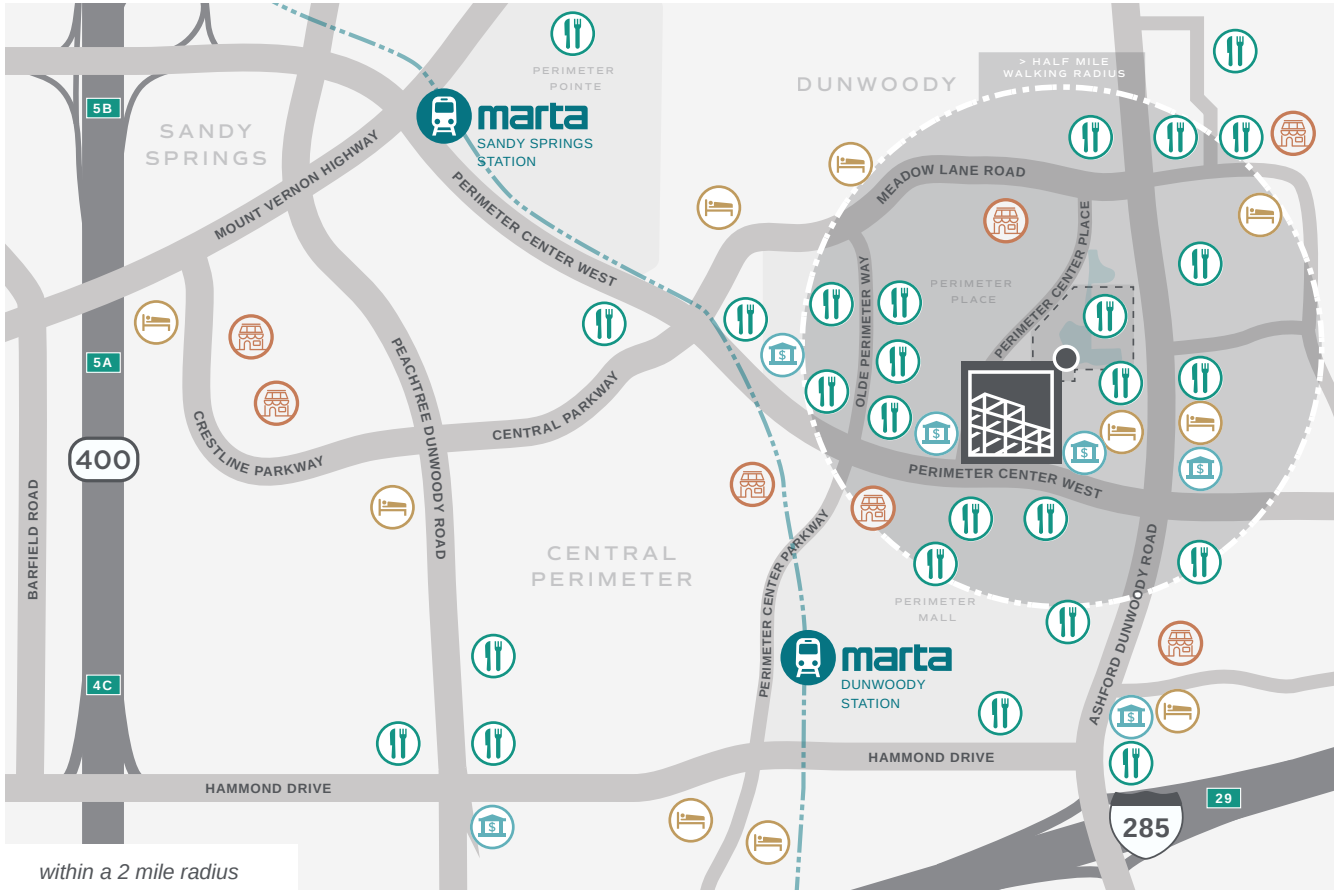 PERIMETER
POINTE
> HALF MILE
WALKING RADIUS
DUNWOODY
5B
SANDY
SPRINGS
marta
SANDY SPRINGS
STATION
MOUNT VERNON HIGHWAY
PERIMETER CENTER WEST
MEADOW LANE ROAD
PERIMETER CENTER PLACE
OLDE PERIMETER WAY
PERIMETER
PLACE
5A
PEACHTREE DUNWOODY ROAD
CENTRAL PARKWAY
CRESTLINE PARKWAY
400
BARFIELD ROAD
$
$
$
$
PERIMETER CENTER WEST
CENTRAL
PERIMETER
PERIMETER CENTER PARKWAY
ASHFORD DUNWOODY ROAD
PERIMETER
MALL
marta
DUNWOODY
STATION
4C
$
HAMMOND DRIVE
HAMMOND DRIVE
29
285
$
within a 2 mile radius